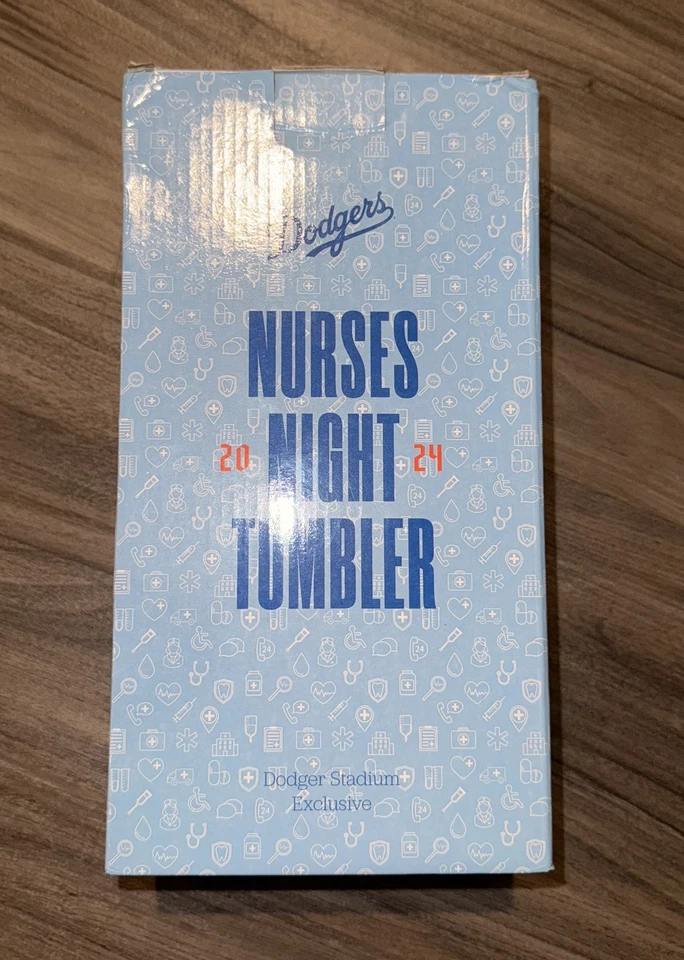 Dodgers
NURSES
20 NIGHT 24
TUMBLER
Dodger Stadium
Exclusive